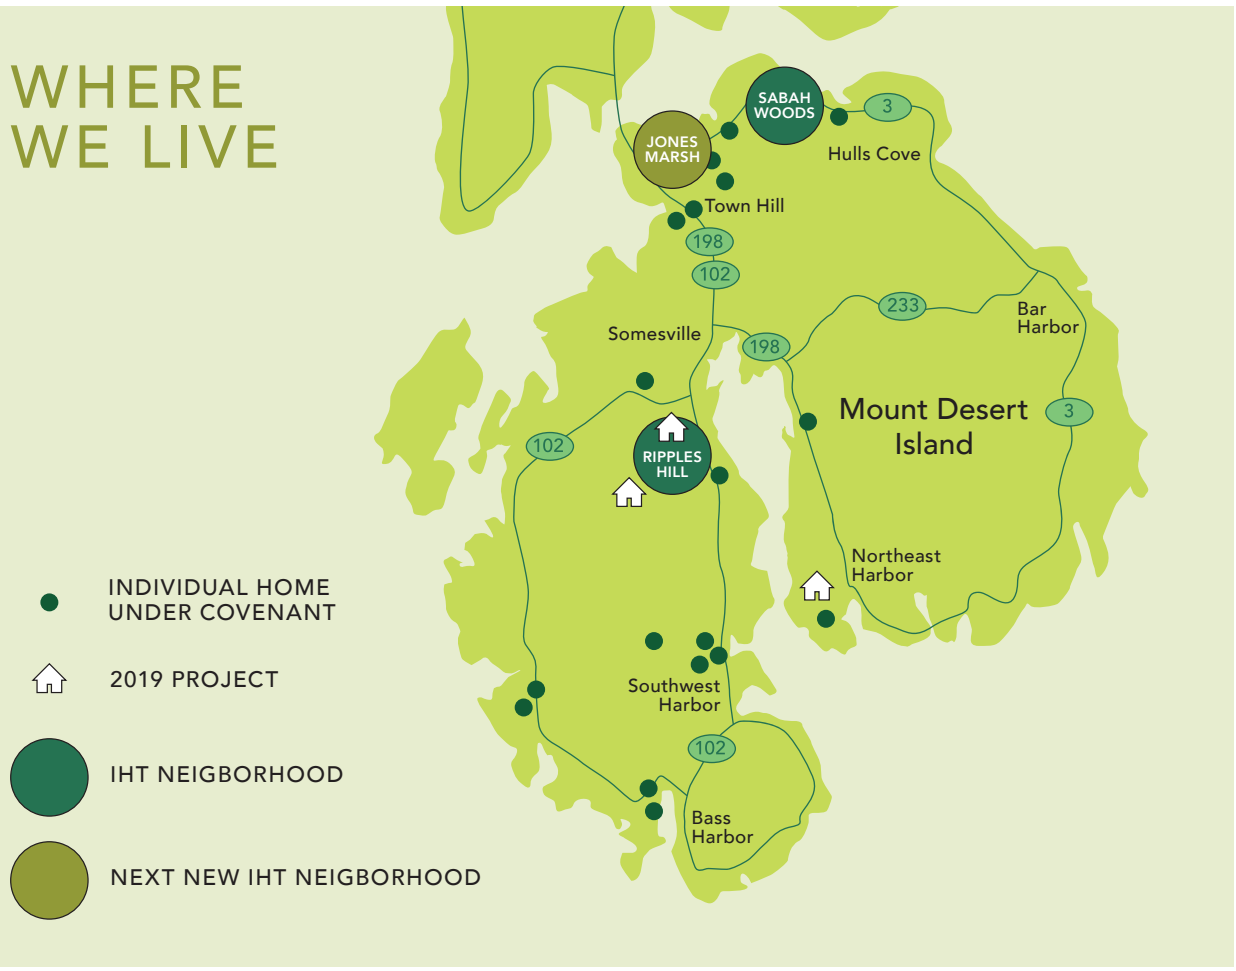 WHERE
WE LIVE
SABAH
WOODS
3
JONES
MARSH
Hulls Cove
Town Hill
198
102
233
Bar
Harbor
Somesville
198
Mount Desert
Island
3
102
RIPPLES
HILL
Northeast
Harbor
INDIVIDUAL HOME
UNDER COVENANT
2019 PROJECT
Southwest
Harbor
102
IHT NEIGBORHOOD
Bass
Harbor
NEXT NEW IHT NEIGBORHOOD